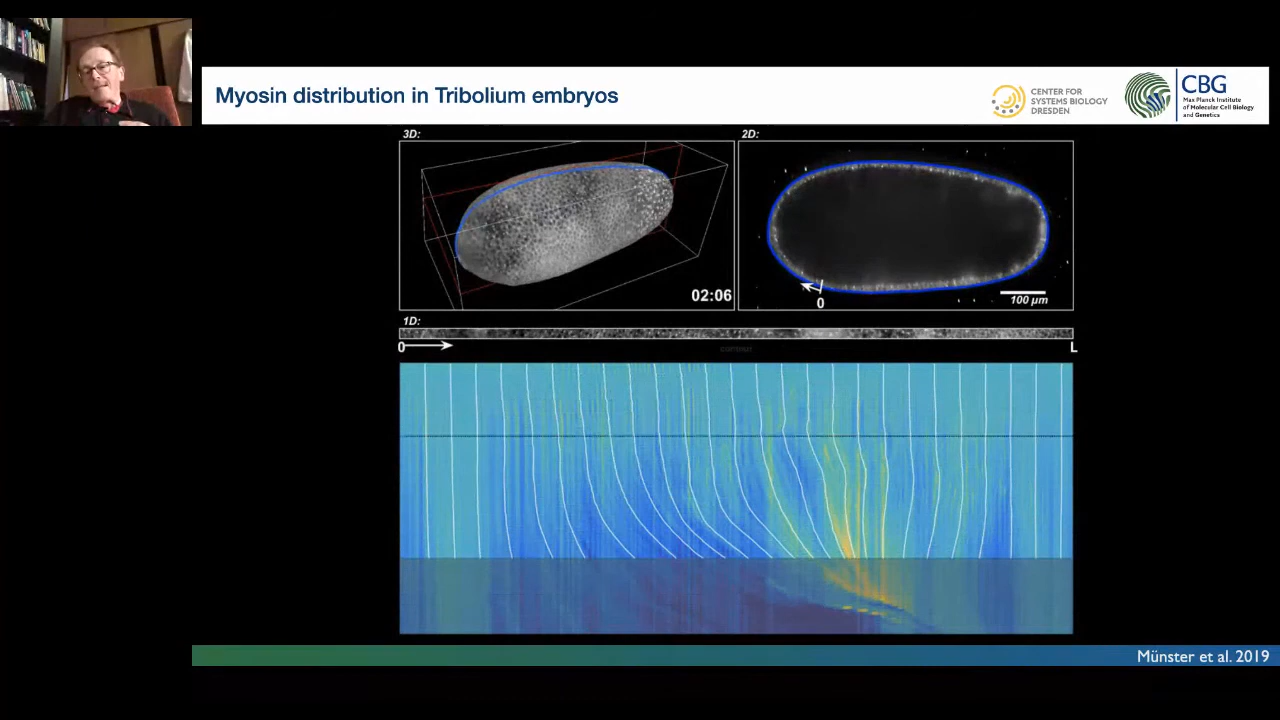 Myosin distribution in Tribolium embryos
CENTER FOR
SYSTEMS BIOLOGY
DRESDEN
CBG
Max Planck Institute
of Molecular Cell Biology
and Genetics
3D:
2D:
02:06
0
100 µm
1D:
0
L
Münster et al. 2019